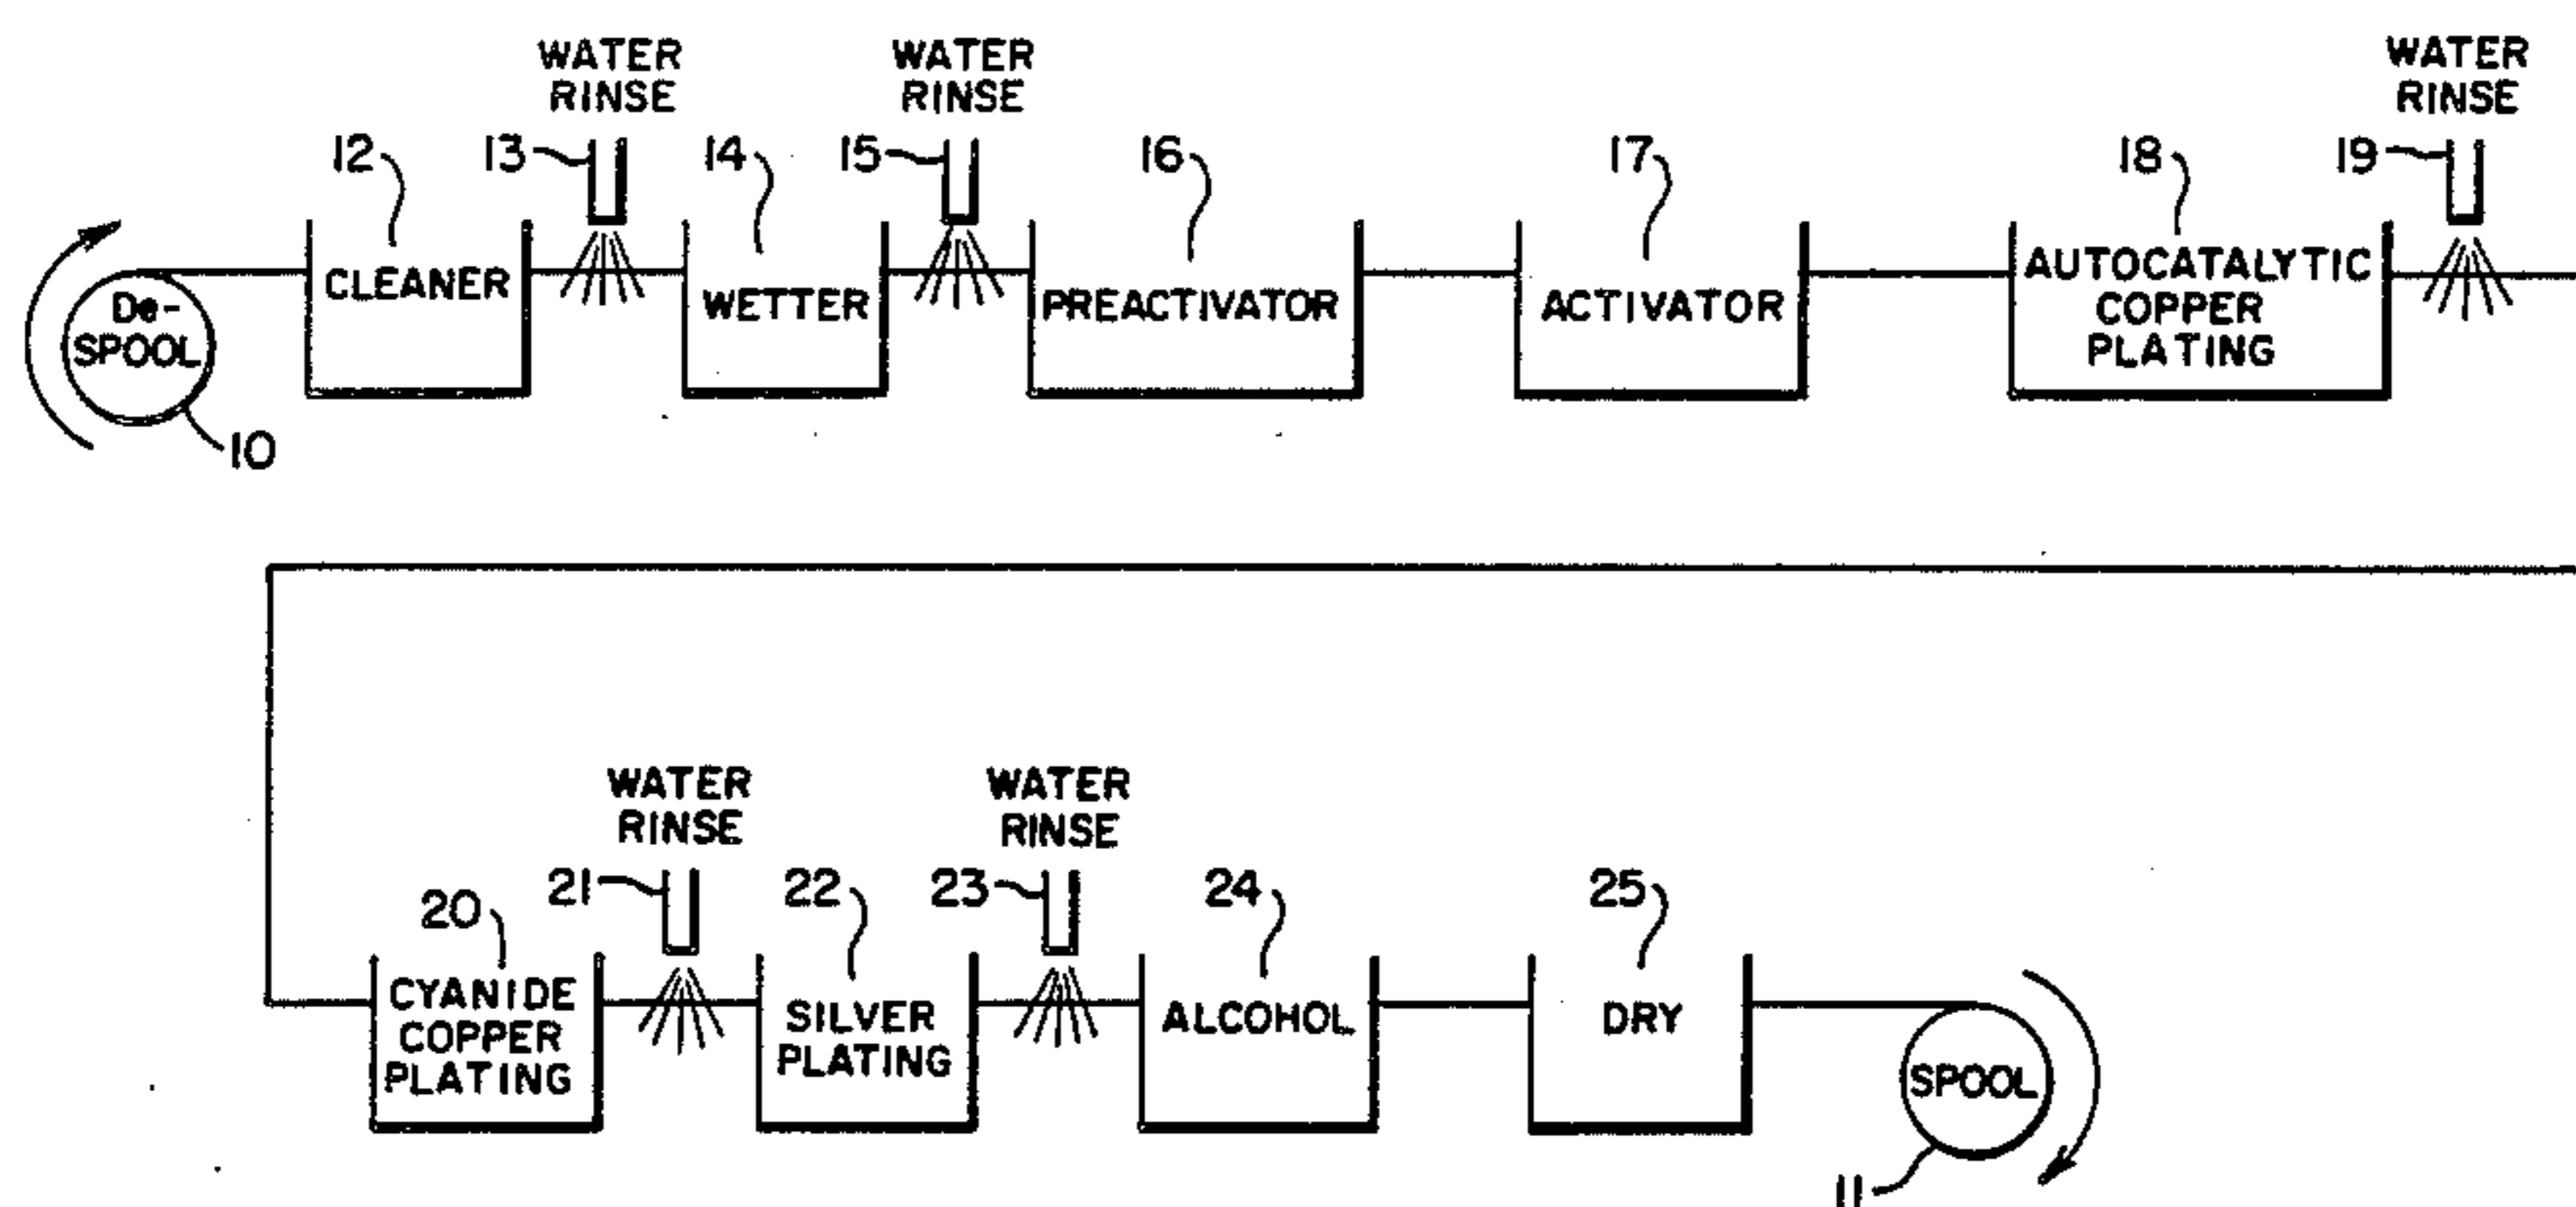 WATER
RINSE
WATER
RINSE
WATER
RINSE
12
13
14
15
16
17
18
19
De-
SPOOL
10
CLEANER
WETTER
PREACTIVATOR
ACTIVATOR
AUTOCATALYTIC
COPPER
PLATING
WATER
RINSE
WATER
RINSE
20
21
22
23
24
25
CYANIDE
COPPER
PLATING
SILVER
PLATING
ALCOHOL
DRY
SPOOL
11